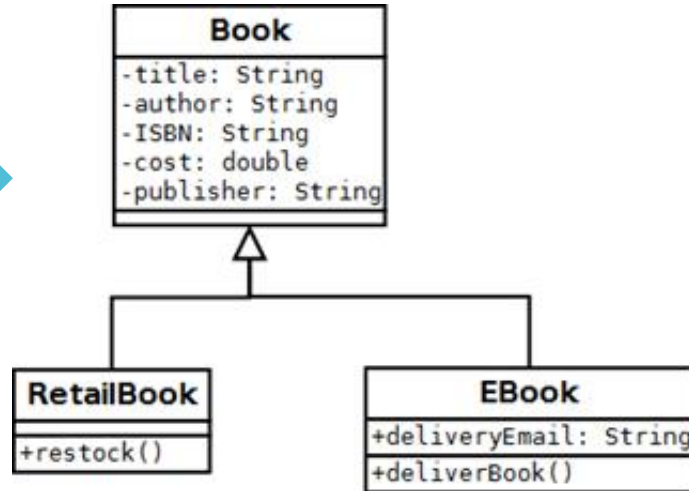 Book
-title: String
-author: String
-ISBN: String
-cost: double
-publisher: String
RetailBook
+restock()
EBook
+deliveryEmail: String
+deliverBook()